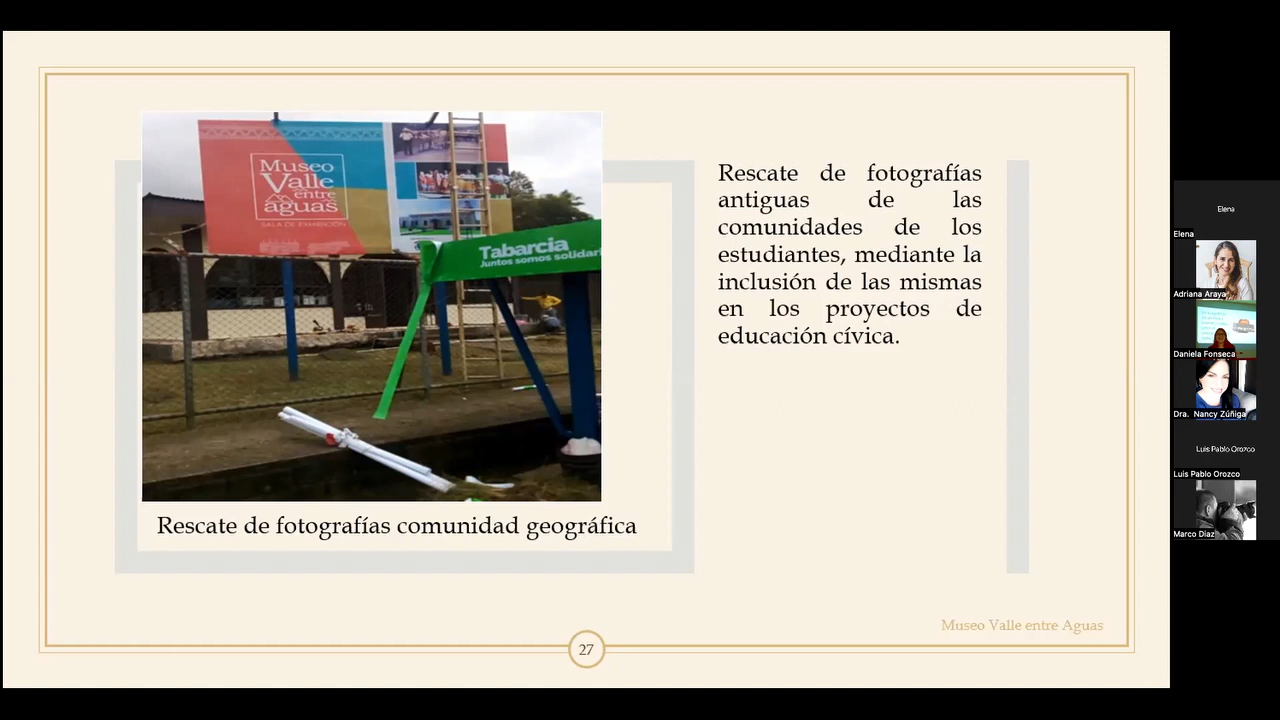 Museo
Valle
entre
aguas
SALA DE EXHIBICIÓN
Tabarcia
Juntos somos solidari
Rescate de fotografías comunidad geográfica
Rescate de fotografías
antiguas de las
comunidades de los
estudiantes, mediante la
inclusión de las mismas
en los proyectos de
educación cívica.
Museo Valle entre Aguas
27
Elena
Elena
Adriana Araya
Daniela Fonseca
Dra. Nancy Zúñiga
Luis Pablo Orozco
Luis Pablo Orozco
Marco Diaz